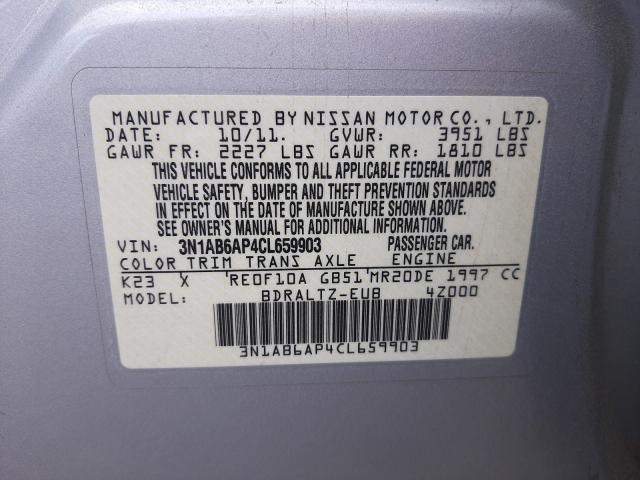 MANUFACTURED BY NISSAN MOTOR CO., LTD.
DATE: 10/11. GVWR: 3951 LBS
GAWR FR: 2227 LBS GAWR RR: 1810 LBS
THIS VEHICLE CONFORMS TO ALL APPLICABLE FEDERAL MOTOR
VEHICLE SAFETY, BUMPER AND THEFT PREVENTION STANDARDS
IN EFFECT ON THE DATE OF MANUFACTURE SHOWN ABOVE.
SEE OWNER'S MANUAL FOR ADDITIONAL INFORMATION
VIN: 3N1AB6AP4CL659903 PASSENGER CAR.
COLOR TRIM TRANS AXLE ENGINE
K23 X 'RE0F10A GB51'MR20DE 1997 CC
MODEL: BDRALTZ-EUB 4Z000
3N1AB6AP4CL659903